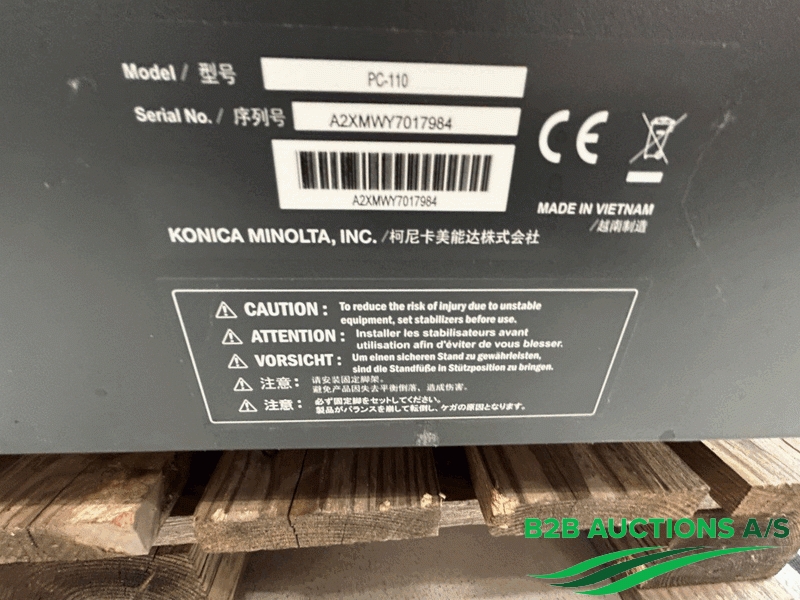 Model / 型号 PC-110
Serial No. / 序列号 A2XMWY7017984
A2XMWY7017984
CE
MADE IN VIETNAM
/越南制造
KONICA MINOLTA, INC. /柯尼卡美能达株式会社
CAUTION : To reduce the risk of injury due to unstable
equipment, set stabilizers before use.
ATTENTION : Installer les stabilisateurs avant
utilisation afin d'éviter de vous blesser.
VORSICHT : Um einen sicheren Stand zu gewährleisten,
sind die Standfüße in Stützposition zu bringen.
注意: 请安装固定脚架。
避免产品因失去平衡倒落、造成伤害。
注意: 必ず固定脚をセットしてください。
製品がバランスを崩して転倒し、ケガの原因となります。
B2B AUCTIONS A/S